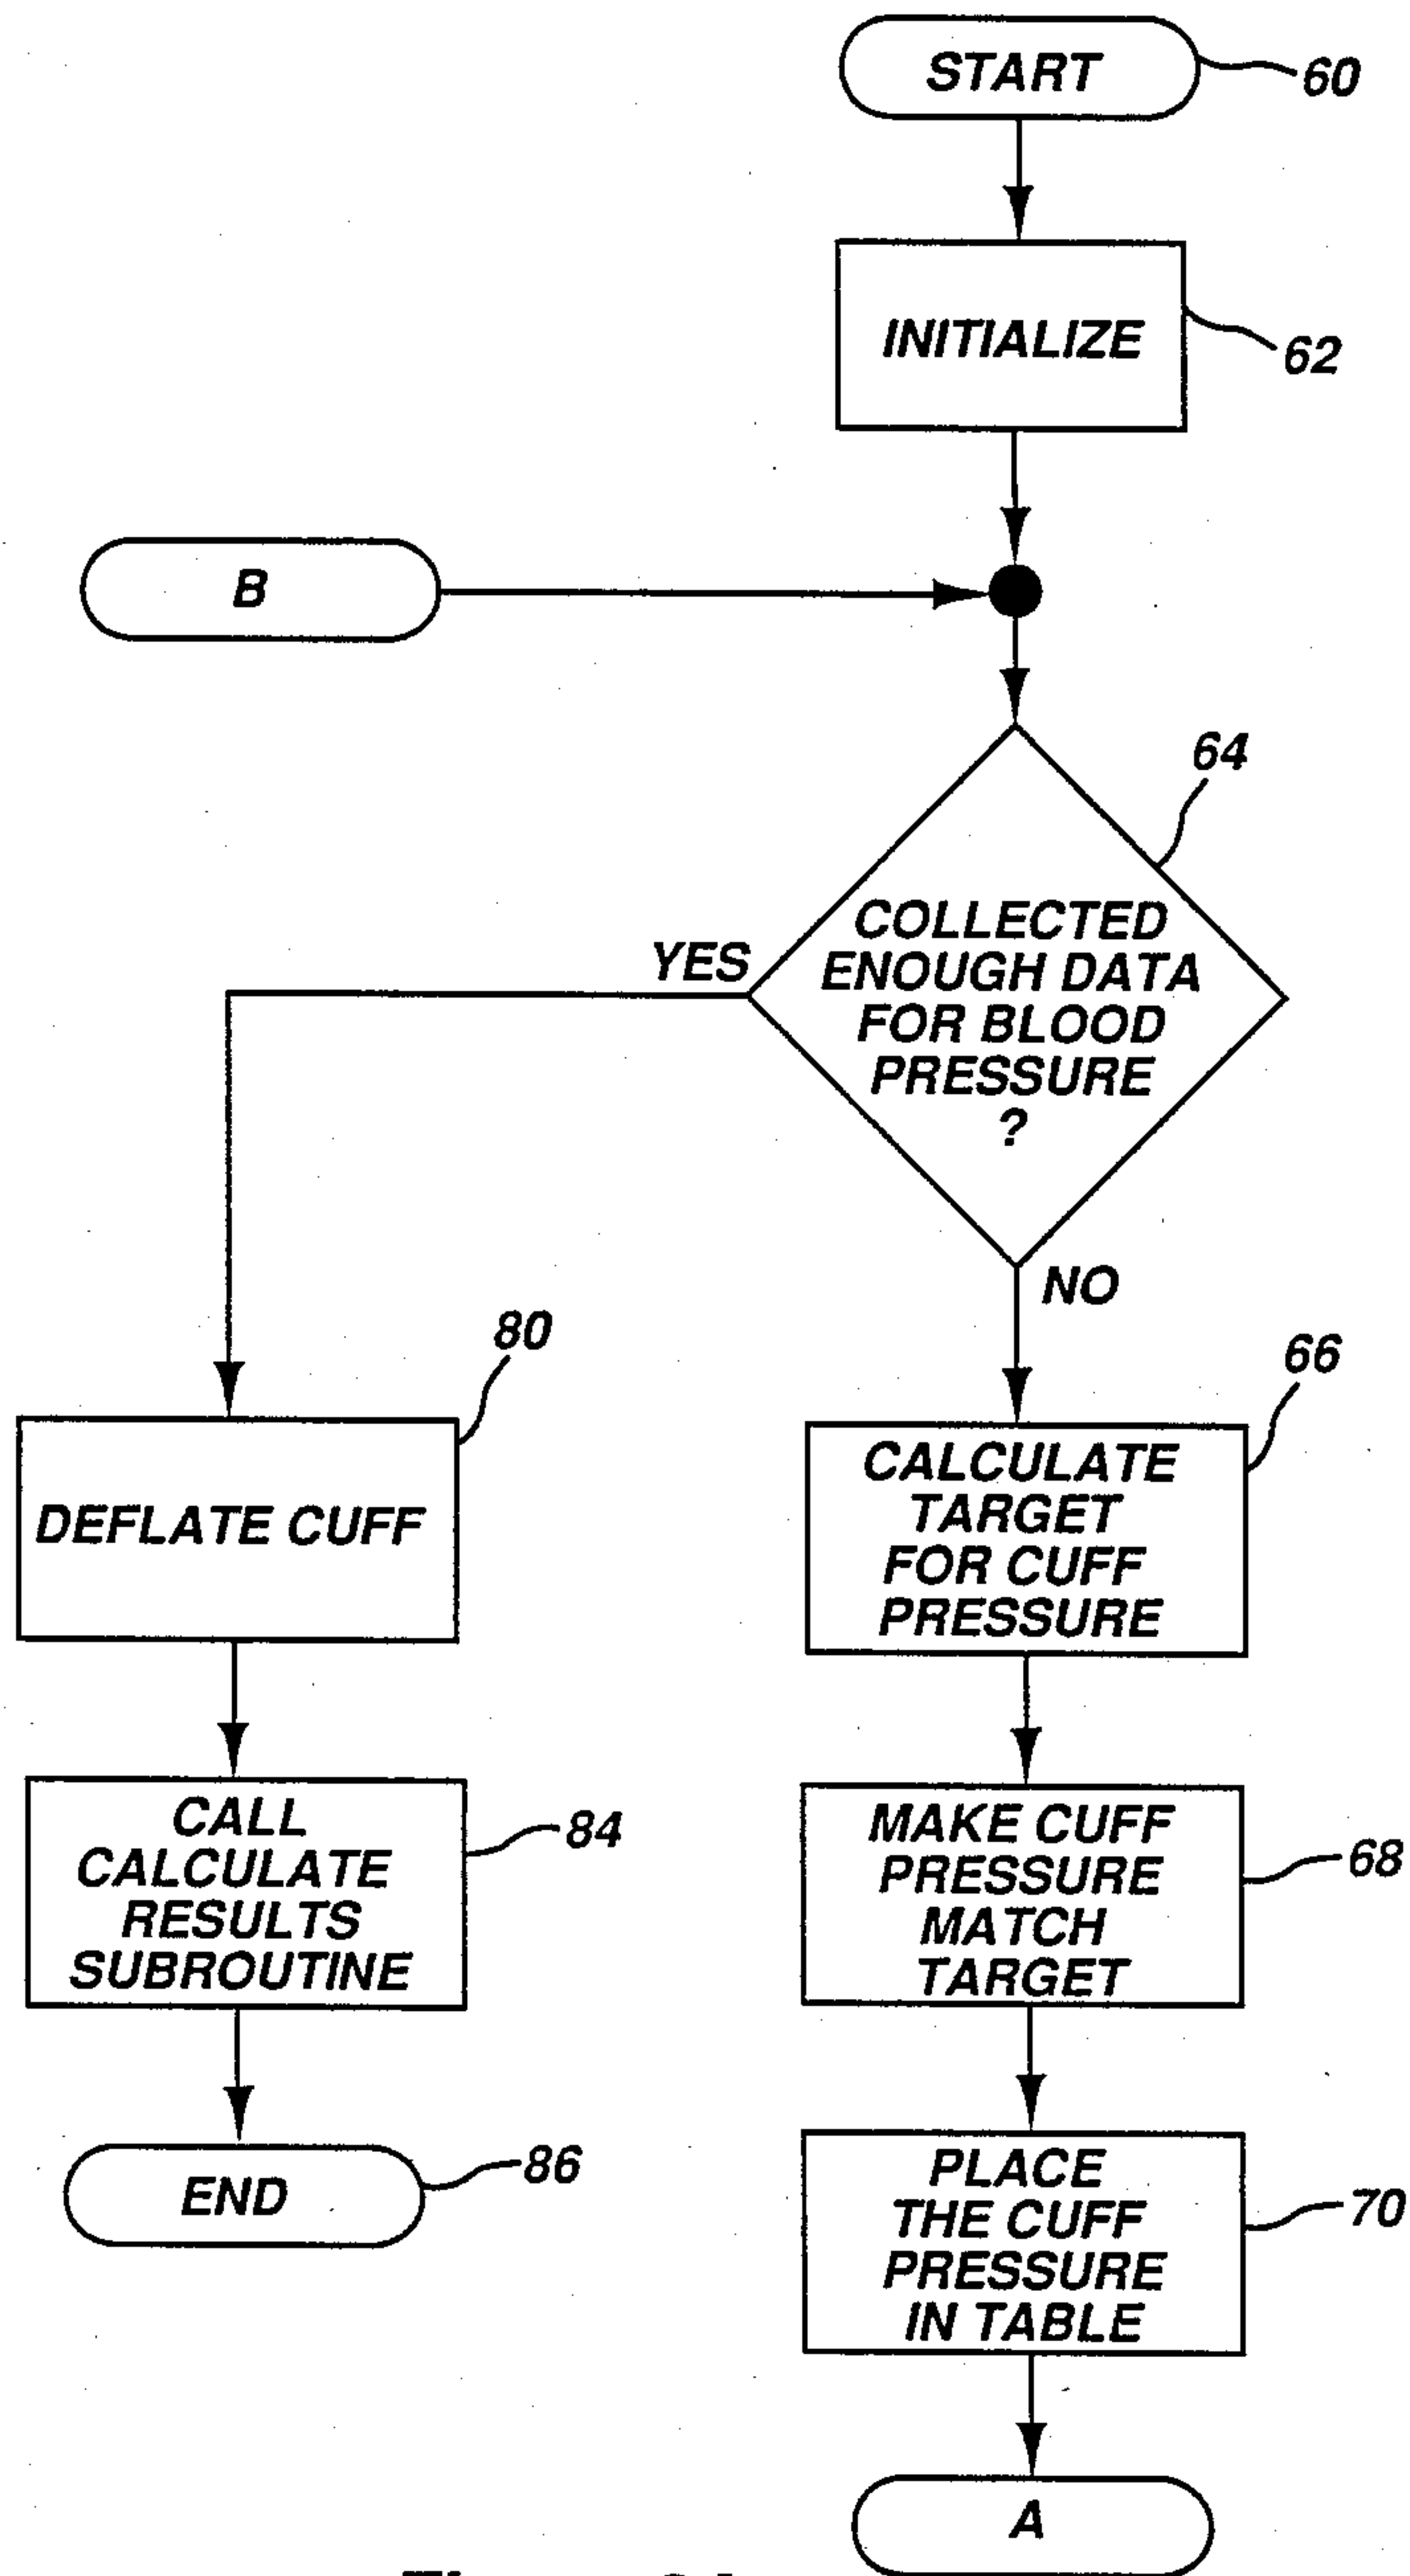 START
60
INITIALIZE
62
B
64
COLLECTED
ENOUGH DATA
FOR BLOOD
PRESSURE
?
YES
NO
80
66
DEFLATE CUFF
CALCULATE
TARGET
FOR CUFF
PRESSURE
CALL
CALCULATE
RESULTS
SUBROUTINE
84
MAKE CUFF
PRESSURE
MATCH
TARGET
68
END
86
PLACE
THE CUFF
PRESSURE
IN TABLE
70
A